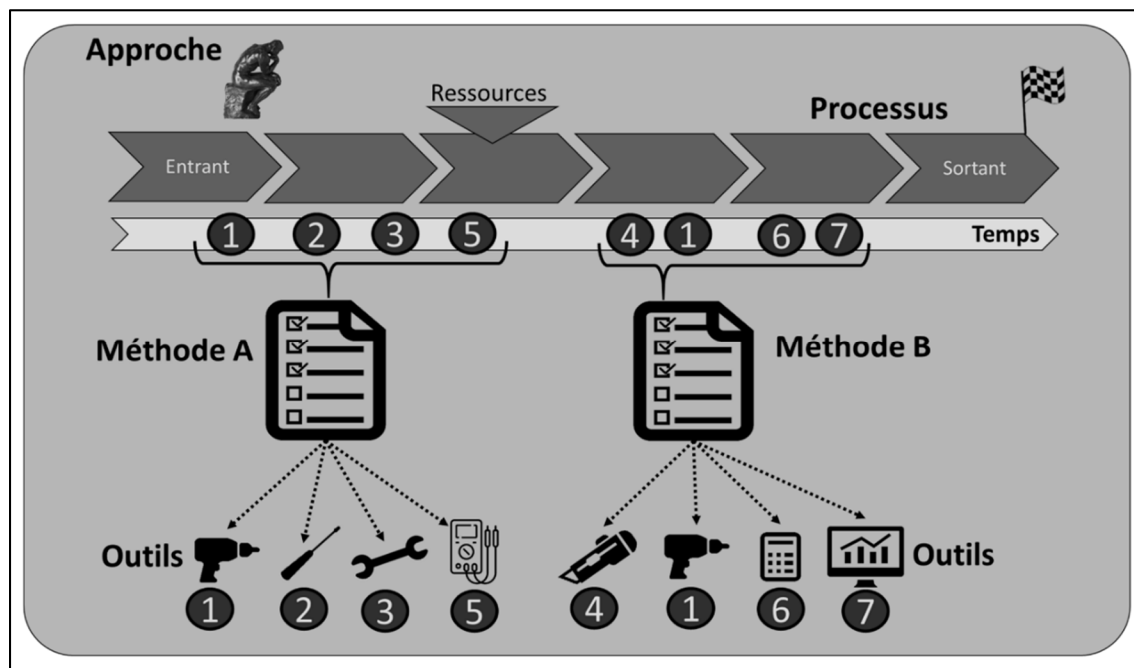 Approche
Ressources
Processus
Entrant
Sortant
1 2 3 5 4 1 6 7 Temps
Méthode A
Méthode B
Outils
Outils
1 2 3 5 4 1 6 7